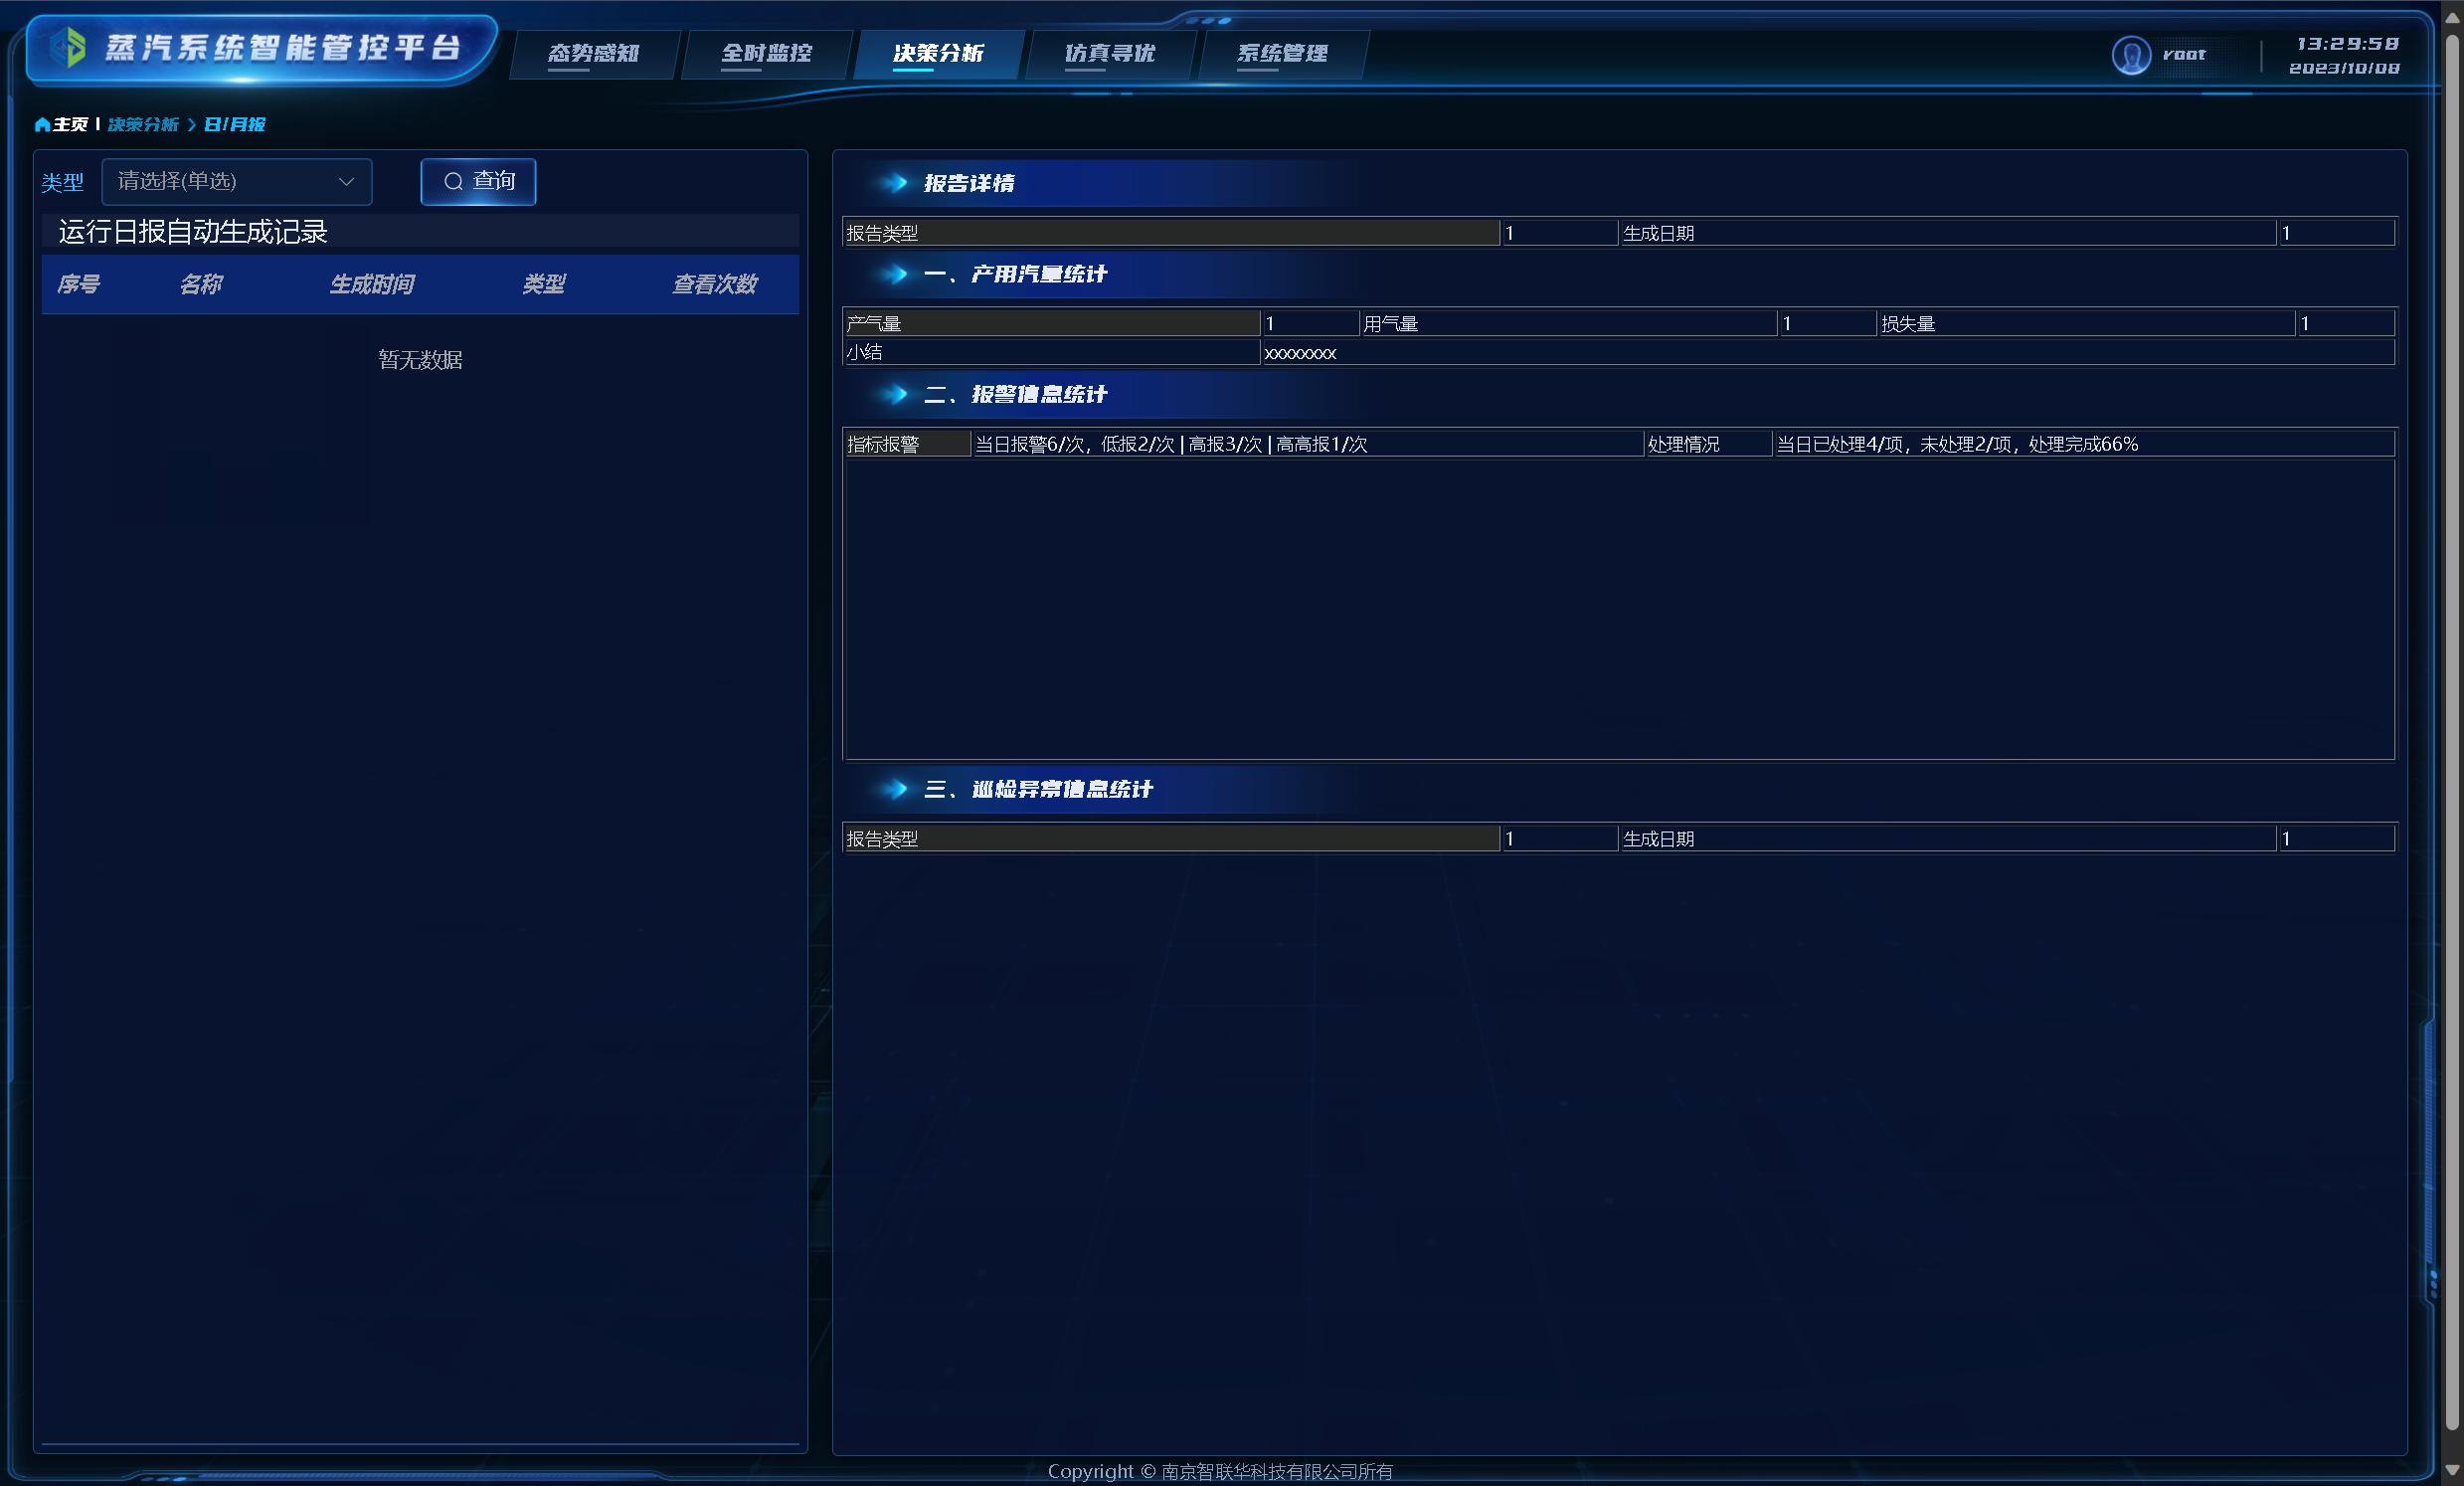 蒸汽系统智能管控平台
态势感知 全时监控 决策分析 仿真寻优 系统管理
root
13:29:58
2023/10/08
主页 | 决策分析 > 日/月报
类型 请选择(单选) 查询
运行日报自动生成记录
序号 名称 生成时间 类型 查看次数
暂无数据
报告详情
报告类型 1 生成日期 1
一、产用汽量统计
产气量 1 用气量 1 损失量 1
小结 xxxxxxxx
二、报警信息统计
指标报警 当日报警6/次，低报2/次 | 高报3/次 | 高高报1/次 处理情况 当日已处理4/项，未处理2/项，处理完成66%
三、巡检异常信息统计
报告类型 1 生成日期 1
Copyright © 南京智联华科技有限公司所有